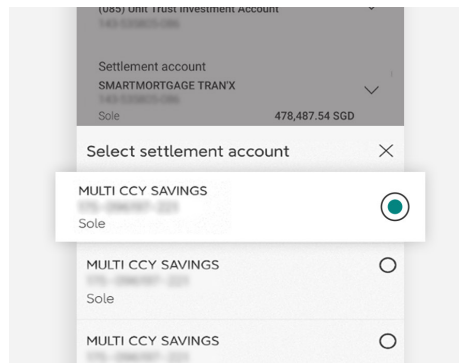 (085) Unit Trust Investment Account
Settlement account
SMARTMORTGAGE TRAN'X
Sole 478,487.54 SGD
Select settlement account
MULTI CCY SAVINGS
Sole
MULTI CCY SAVINGS
Sole
MULTI CCY SAVINGS